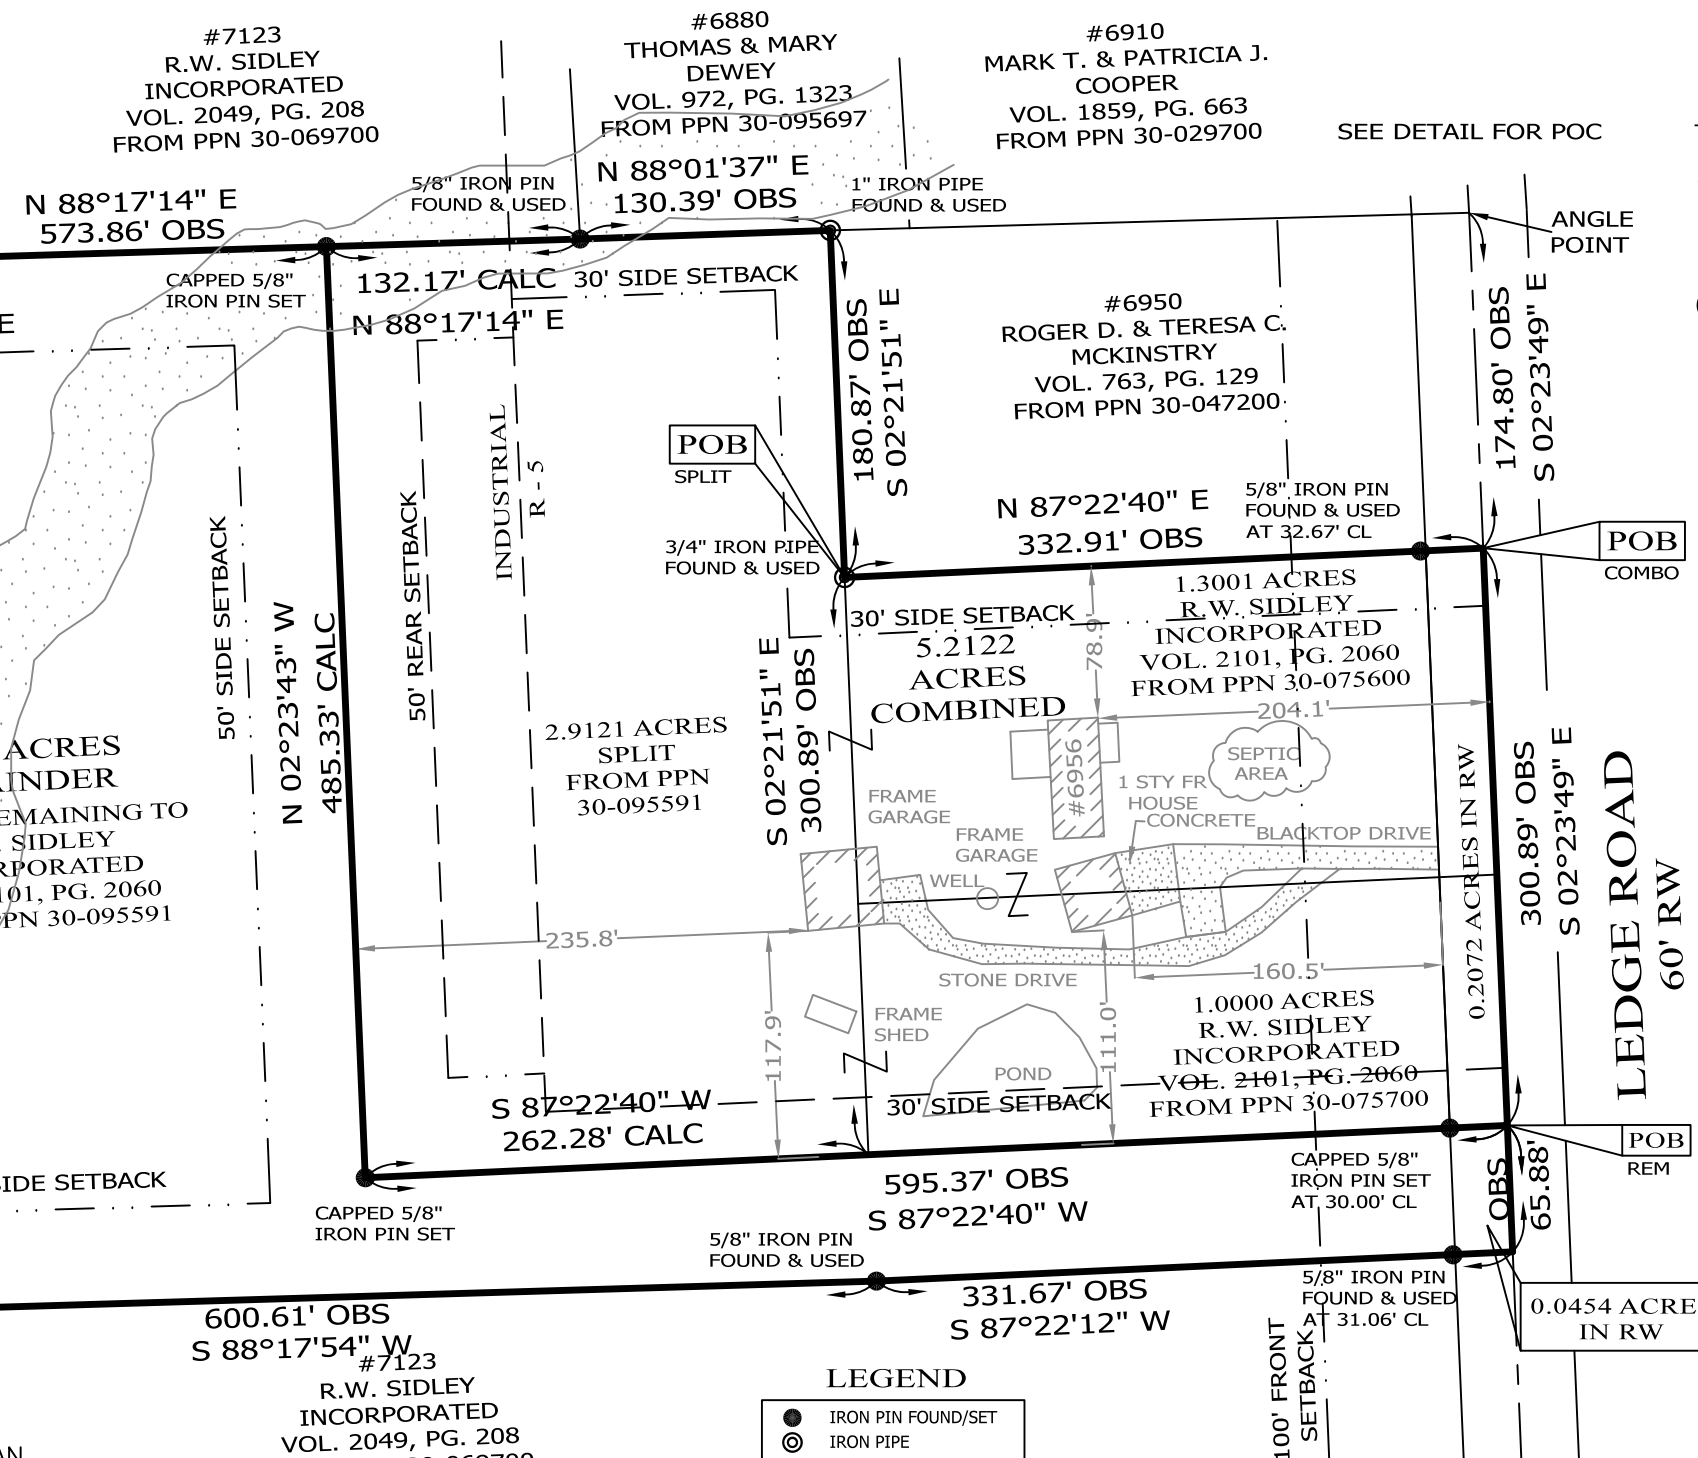 #7123
R.W. SIDLEY
INCORPORATED
VOL. 2049, PG. 208
FROM PPN 30-069700
#6880
THOMAS & MARY
DEWEY
VOL. 972, PG. 1323
FROM PPN 30-095697
#6910
MARK T. & PATRICIA J.
COOPER
VOL. 1859, PG. 663
FROM PPN 30-029700
SEE DETAIL FOR POC
N 88°17'14" E
573.86' OBS
5/8" IRON PIN
FOUND & USED
N 88°01'37" E
130.39' OBS
1" IRON PIPE
FOUND & USED
ANGLE
POINT
CAPPED 5/8"
IRON PIN SET
132.17' CALC
N 88°17'14" E
30' SIDE SETBACK
E
180.87' OBS
S 02°21'51" E
#6950
ROGER D. & TERESA C.
MCKINSTRY
VOL. 763, PG. 129
FROM PPN 30-047200
174.80' OBS
S 02°23'49" E
POB
SPLIT
INDUSTRIAL
R - 5
N 87°22'40" E
332.91' OBS
5/8" IRON PIN
FOUND & USED
AT 32.67' CL
3/4" IRON PIPE
FOUND & USED
POB
COMBO
50' SIDE SETBACK
N 02°23'43" W
485.33' CALC
50' REAR SETBACK
30' SIDE SETBACK
5.2122
ACRES
COMBINED
78.9'
1.3001 ACRES
R.W. SIDLEY
INCORPORATED
VOL. 2101, PG. 2060
FROM PPN 30-075600
204.1'
S 02°21'51" E
300.89' OBS
2.9121 ACRES
SPLIT
FROM PPN
30-095591
ACRES
INDER
EMAINING TO
. SIDLEY
RPORATED
101, PG. 2060
PN 30-095591
#6956
SEPTIC
AREA
1 STY FR
HOUSE
CONCRETE
BLACKTOP DRIVE
FRAME
GARAGE
FRAME
GARAGE
WELL
0.2072 ACRES IN RW
300.89' OBS
S 02°23'49" E
LEDGE ROAD
60' RW
235.8'
STONE DRIVE
160.5'
117.9'
FRAME
SHED
POND
111.0'
1.0000 ACRES
R.W. SIDLEY
INCORPORATED
VOL. 2101, PG. 2060
FROM PPN 30-075700
S 87°22'40" W
262.28' CALC
30' SIDE SETBACK
POB
REM
SIDE SETBACK
595.37' OBS
S 87°22'40" W
CAPPED 5/8"
IRON PIN SET
AT 30.00' CL
OBS
65.88'
CAPPED 5/8"
IRON PIN SET
5/8" IRON PIN
FOUND & USED
600.61' OBS
S 88°17'54" W
331.67' OBS
S 87°22'12" W
5/8" IRON PIN
FOUND & USED
AT 31.06' CL
0.0454 ACRE
IN RW
100' FRONT
SETBACK
#7123
R.W. SIDLEY
INCORPORATED
VOL. 2049, PG. 208
LEGEND
IRON PIN FOUND/SET
IRON PIPE